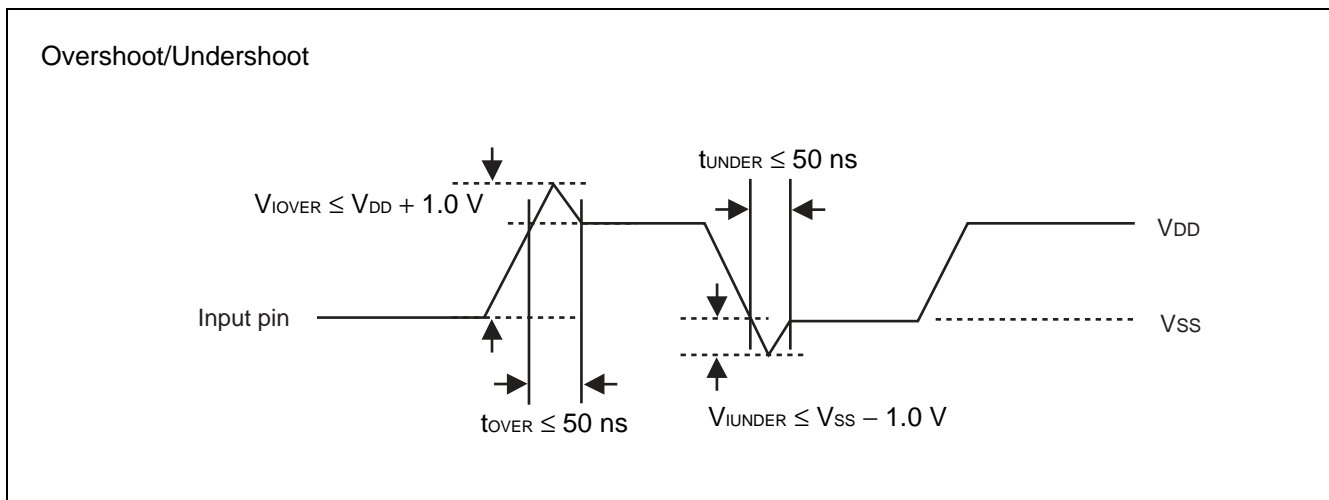 Overshoot/Undershoot
tUNDER ≤ 50 ns
VIOVER ≤ VDD + 1.0 V
VDD
Input pin
VSS
tOVER ≤ 50 ns
VIUNDER ≤ VSS − 1.0 V